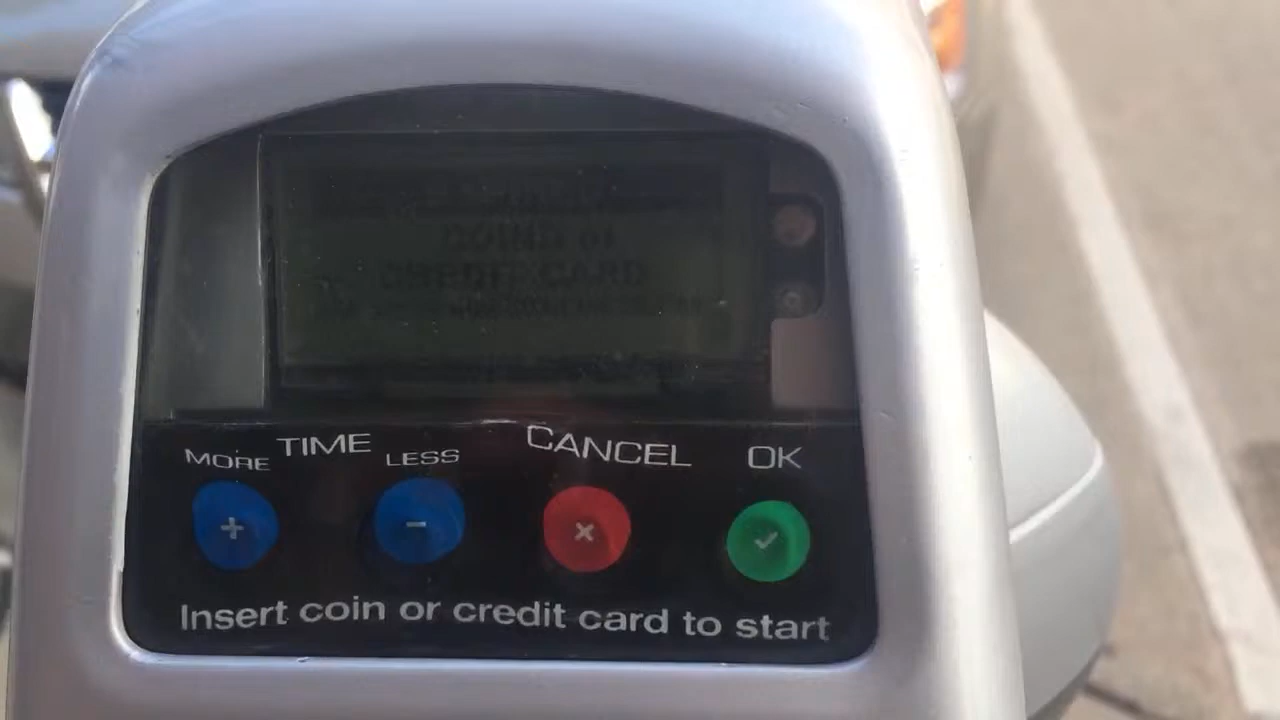 COINS or
CREDIT CARD
MORE TIME LESS CANCEL OK
+ -
Insert coin or credit card to start